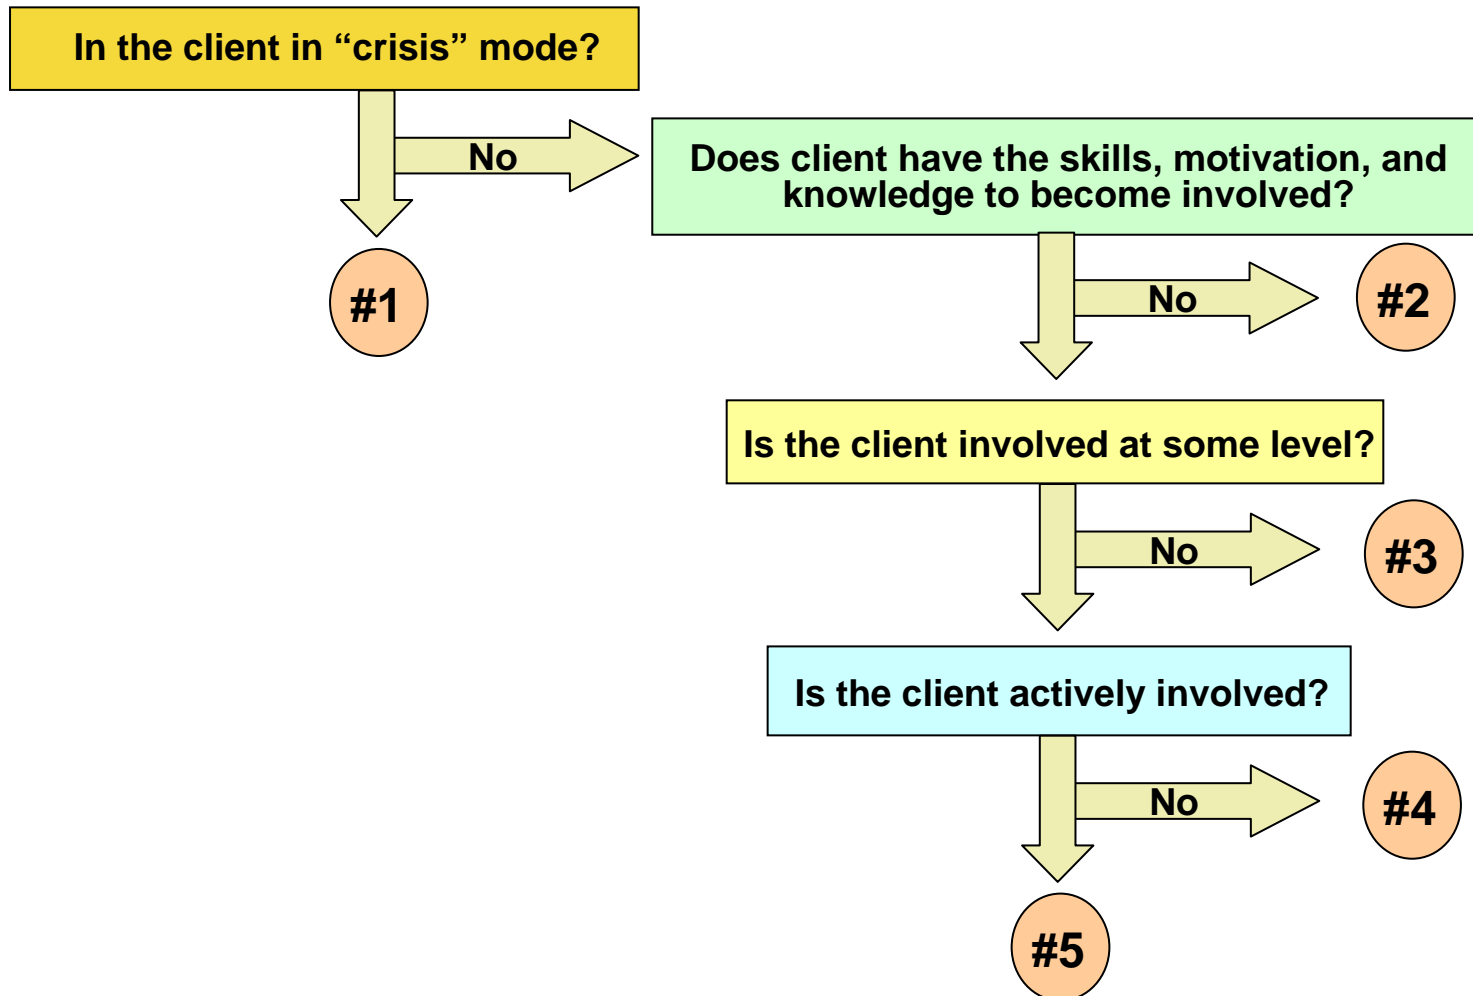 In the client in “crisis” mode?
No
Does client have the skills, motivation, and
knowledge to become involved?
#1
No
#2
Is the client involved at some level?
No
#3
Is the client actively involved?
No
#4
#5